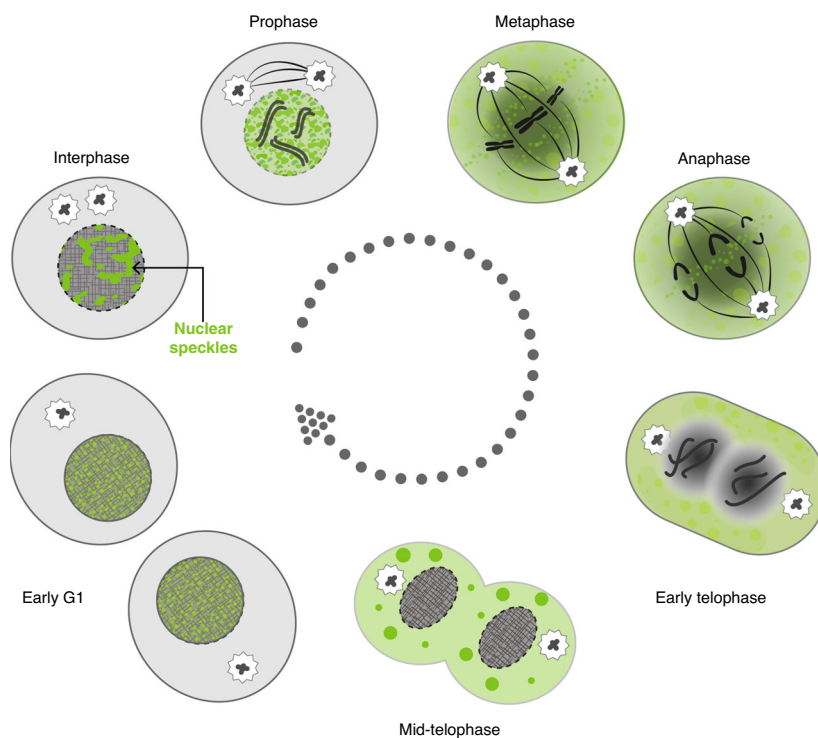 Prophase
Metaphase
Interphase
Anaphase
Nuclear
speckles
Early G1
Early telophase
Mid-telophase